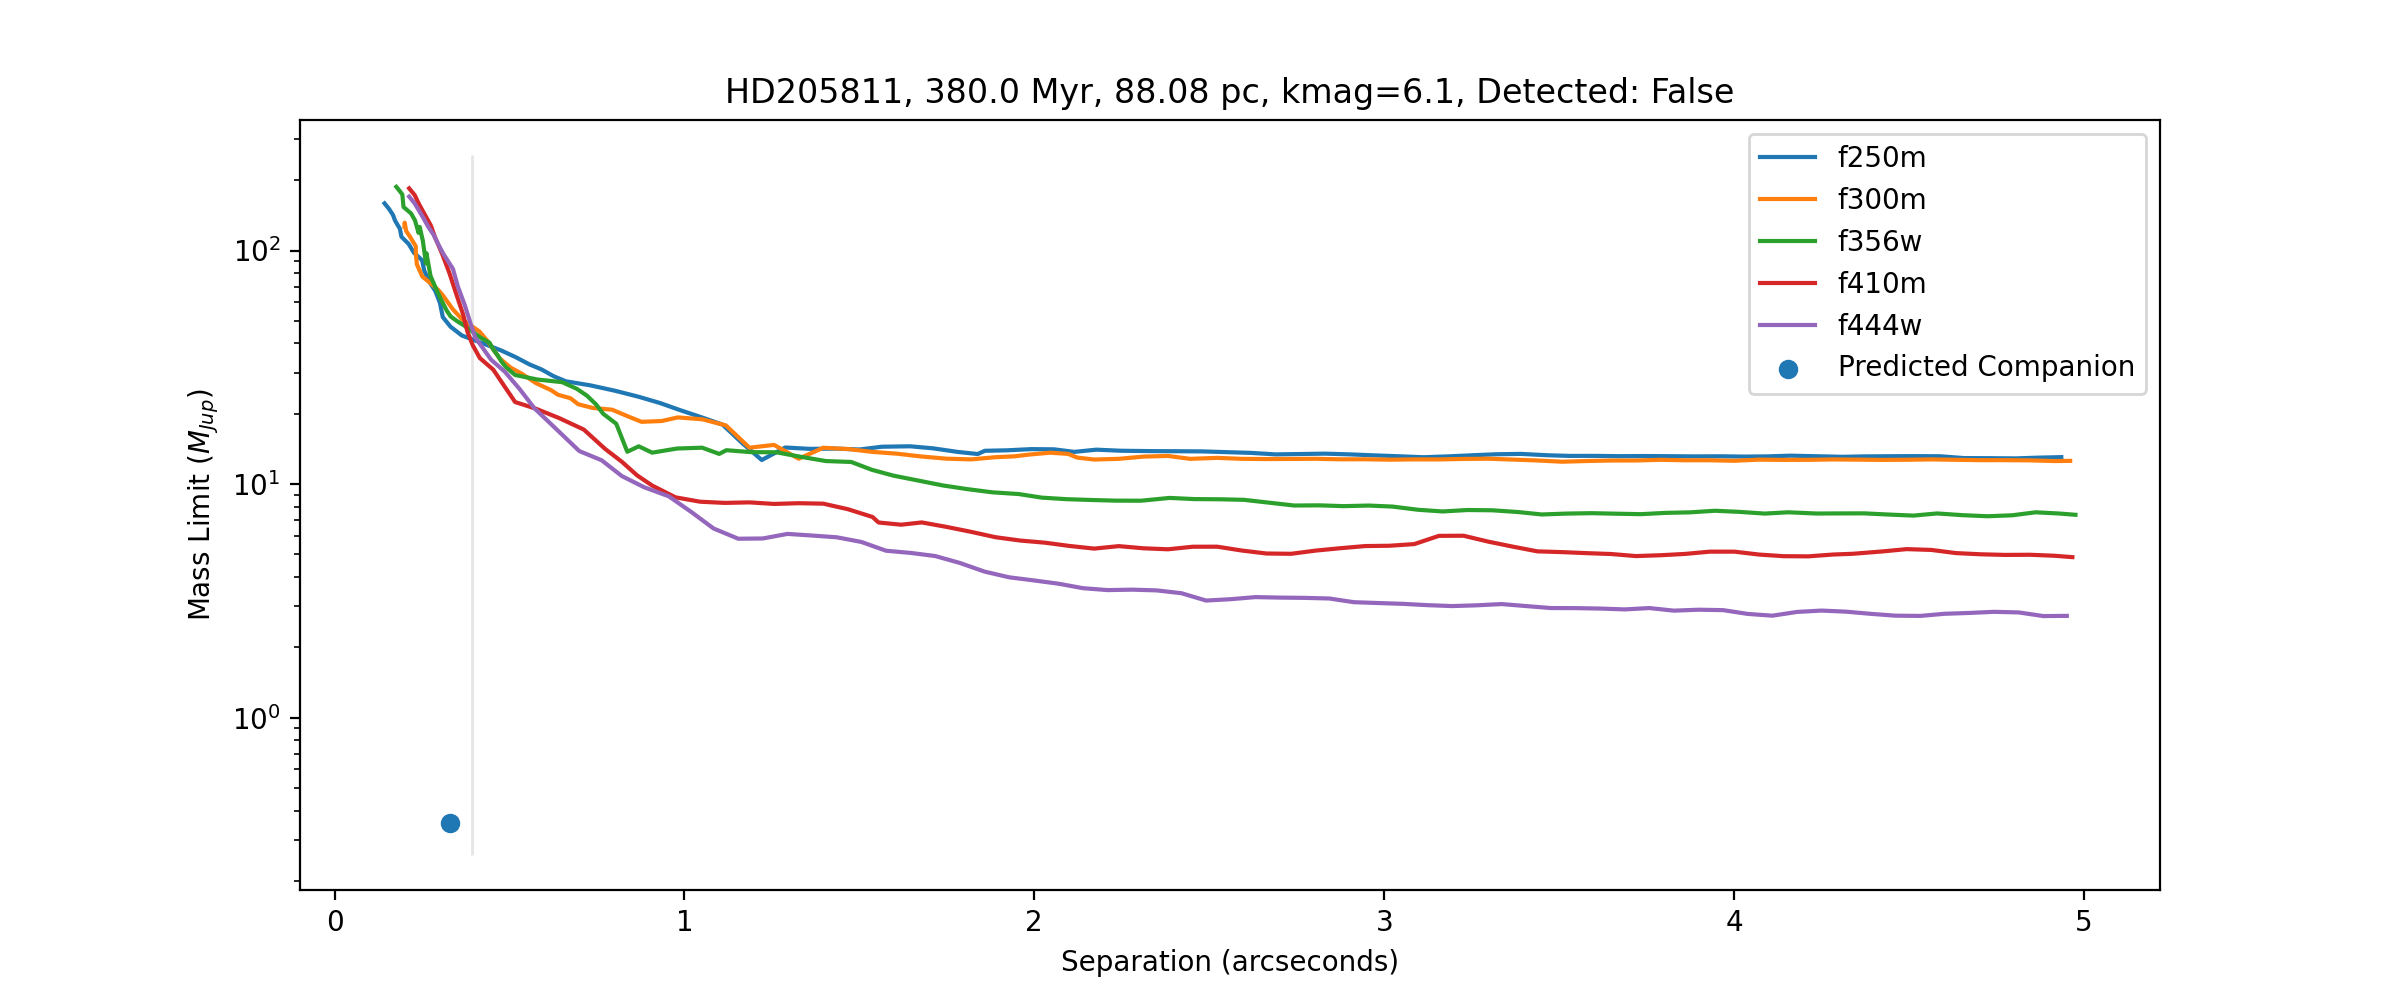 HD205811, 380.0 Myr, 88.08 pc, kmag=6.1, Detected: False
f250m
f300m
f356w
f410m
f444w
Predicted Companion
Mass Limit (M_Jup)
10^2
10^1
10^0
0 1 2 3 4 5
Separation (arcseconds)